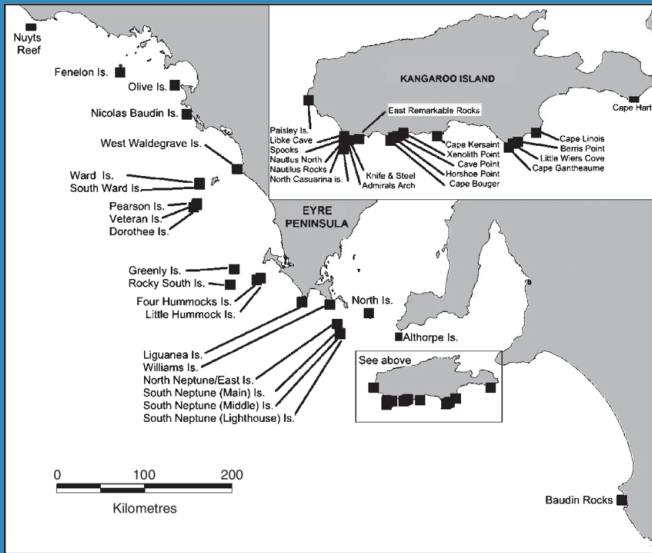 Nuyts
Reef
Fenelon Is.
Olive Is.
Nicolas Baudin Is.
West Waldegrave Is.
Ward Is.
South Ward Is.
Pearson Is.
Veteran Is.
Dorothee Is.
Greenly Is.
Rocky South Is.
Four Hummocks Is.
Little Hummock Is.
Liguanea Is.
Williams Is.
North Neptune/East Is.
South Neptune (Main) Is.
South Neptune (Middle) Is.
South Neptune (Lighthouse) Is.
EYRE
PENINSULA
North Is.
Althorpe Is.
See above
Baudin Rocks
0 100 200
Kilometres
KANGAROO ISLAND
East Remarkable Rocks
Paisley Is.
Libke Cave
Spooks
Nautlus North
Nautilus Rocks
North Casuarina is.
Knife & Steel
Admirals Arch
Cape Kersaint
Xenolith Point
Cave Point
Horshoe Point
Cape Bouger
Cape Hart
Cape Linois
Berris Point
Little Wiers Cove
Cape Gantheaume